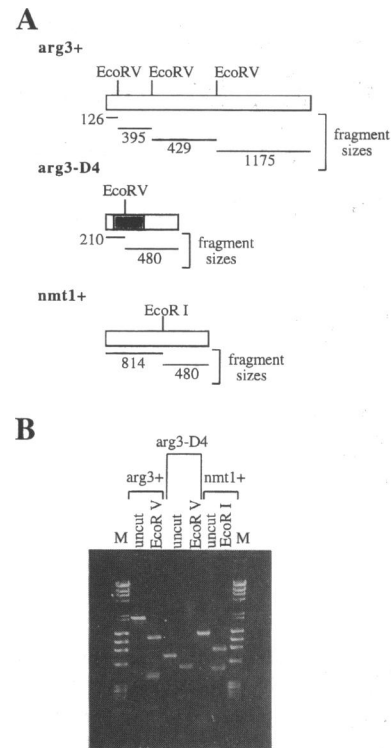 A
arg3+
EcoRV EcoRV EcoRV
126
395
429
1175
fragment
sizes
arg3-D4
EcoRV
210
480
fragment
sizes
nmt1+
EcoR I
814
480
fragment
sizes
B
arg3-D4
arg3+ nmt1+
M uncut EcoR V uncut EcoR V uncut EcoR I M